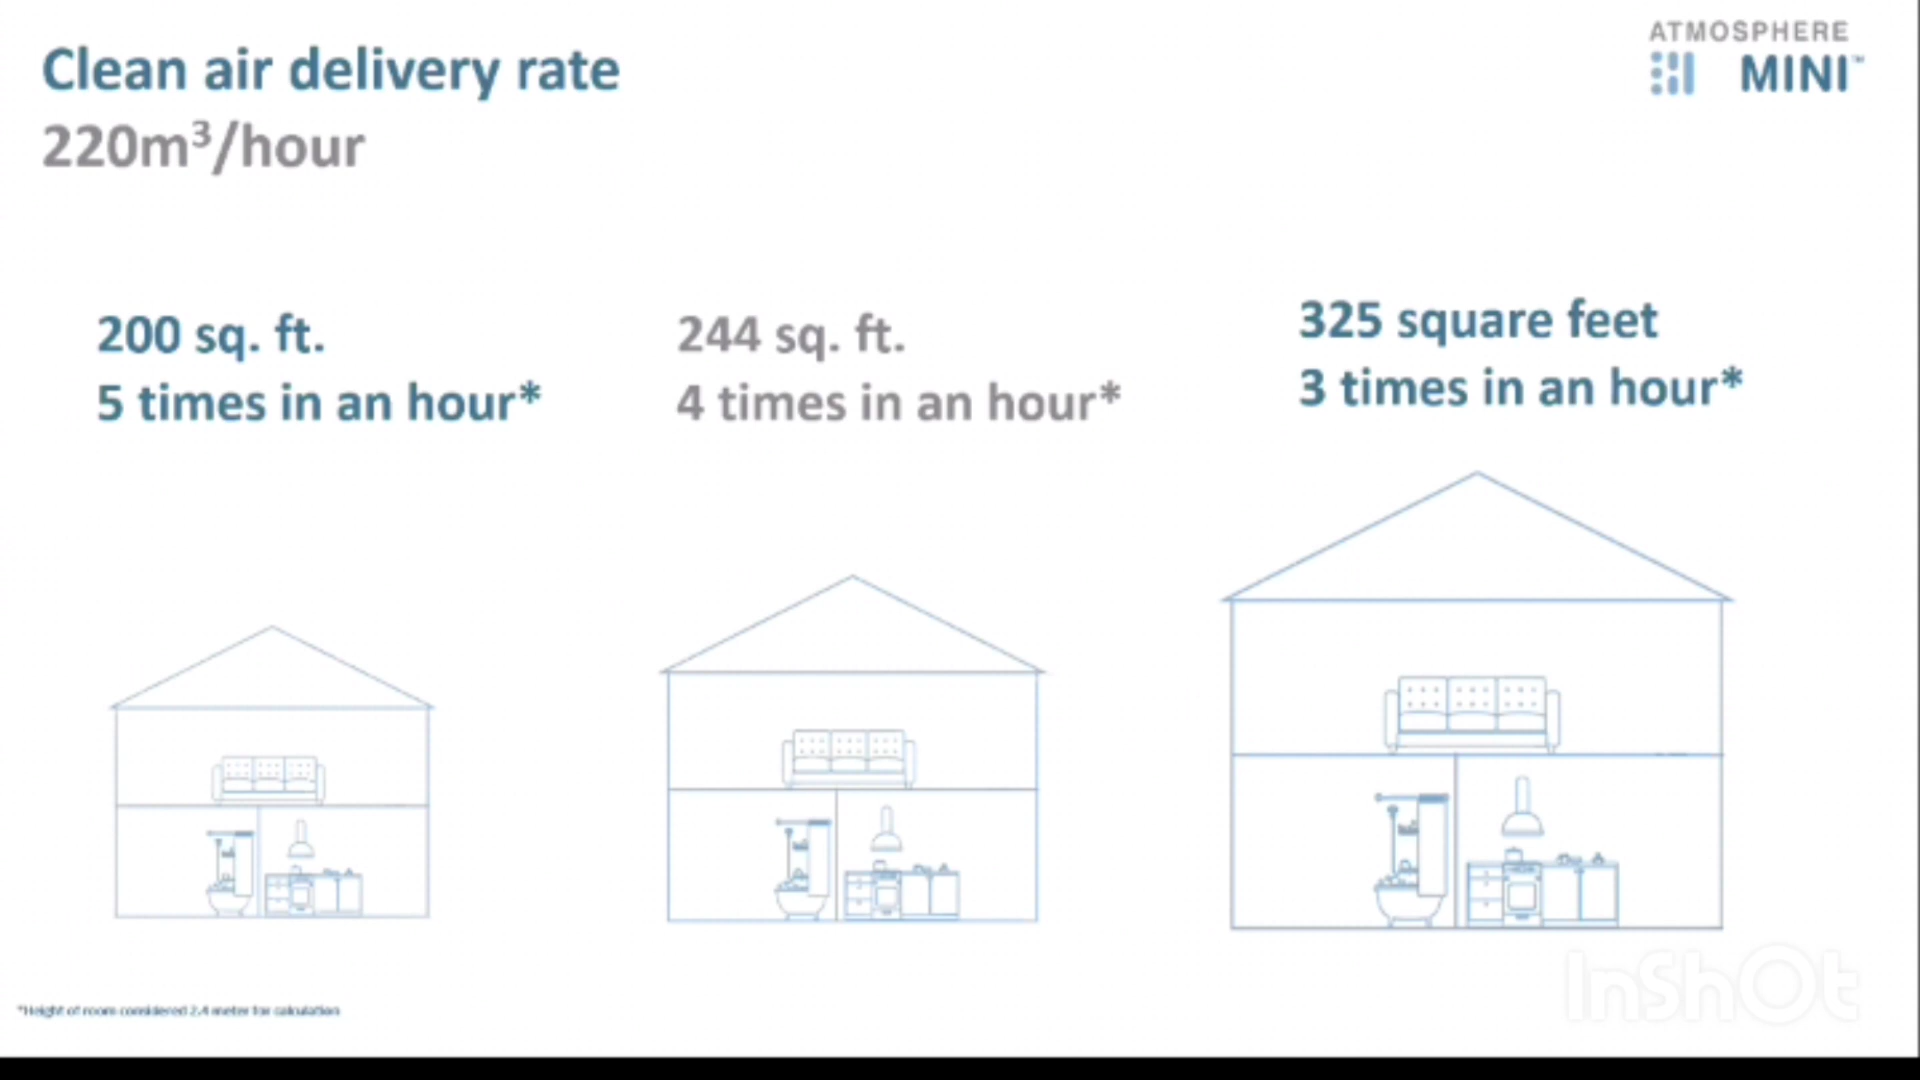 Clean air delivery rate
220m³/hour
ATMOSPHERE
MINI™
200 sq. ft.
5 times in an hour*
244 sq. ft.
4 times in an hour*
325 square feet
3 times in an hour*
*Height of room considered 2.4 meter for calculation
InShOt